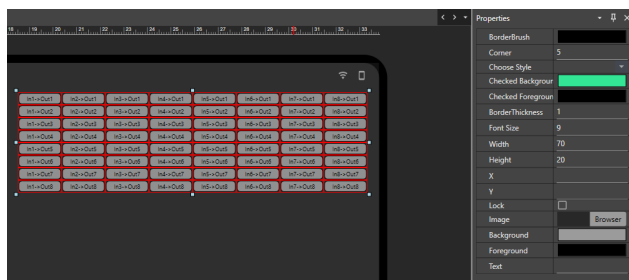 Properties
18 19 20 21 22 23 24 25 26 27 28 29 30 31 32 33
BorderBrush
Corner 5
Choose Style
Checked Backgroun
Checked Foregroun
BorderThickness 1
Font Size 9
Width 70
Height 20
X
Y
Lock
Image Browser
Background
Foreground
Text
In1->Out1 In2->Out1 In3->Out1 In4->Out1 In5->Out1 In6->Out1 In7->Out1 In8->Out1
In1->Out2 In2->Out2 In3->Out2 In4->Out2 In5->Out2 In6->Out2 In7->Out2 In8->Out2
In1->Out3 In2->Out3 In3->Out3 In4->Out3 In5->Out3 In6->Out3 In7->Out3 In8->Out3
In1->Out4 In2->Out4 In3->Out4 In4->Out4 In5->Out4 In6->Out4 In7->Out4 In8->Out4
In1->Out5 In2->Out5 In3->Out5 In4->Out5 In5->Out5 In6->Out5 In7->Out5 In8->Out5
In1->Out6 In2->Out6 In3->Out6 In4->Out6 In5->Out6 In6->Out6 In7->Out6 In8->Out6
In1->Out7 In2->Out7 In3->Out7 In4->Out7 In5->Out7 In6->Out7 In7->Out7 In8->Out7
In1->Out8 In2->Out8 In3->Out8 In4->Out8 In5->Out8 In6->Out8 In7->Out8 In8->Out8